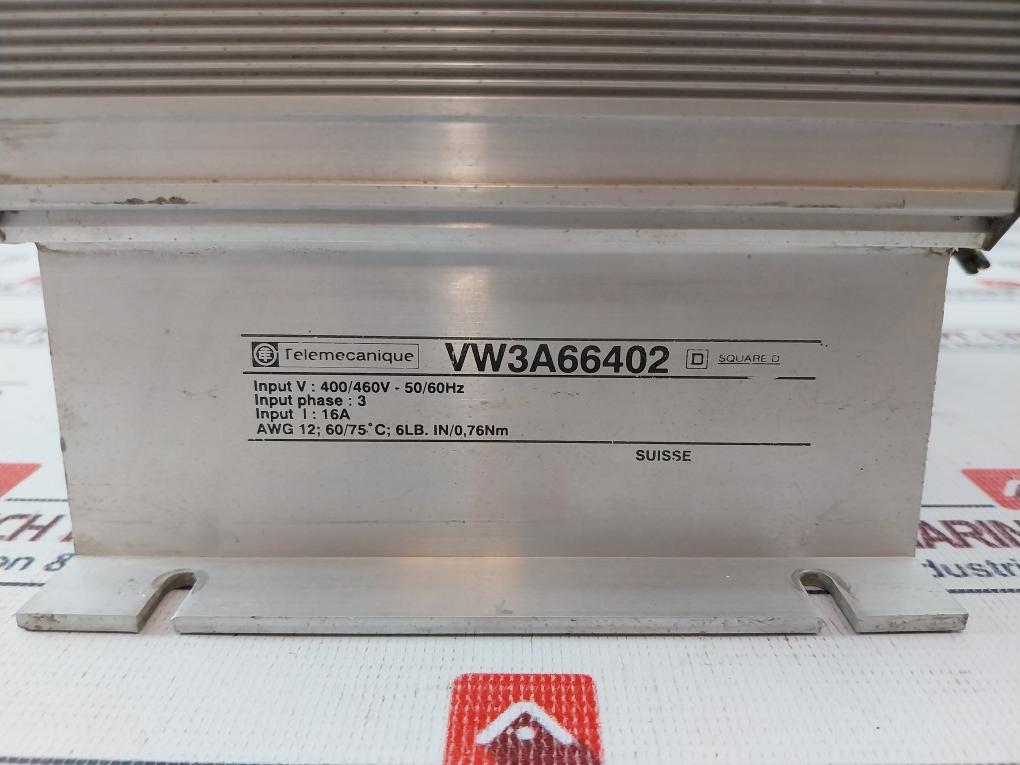 Telemecanique VW3A66402 D SQUARE D
Input V : 400/460V - 50/60Hz
Input phase : 3
Input I : 16A
AWG 12; 60/75°C; 6LB. IN/0,76Nm
SUISSE